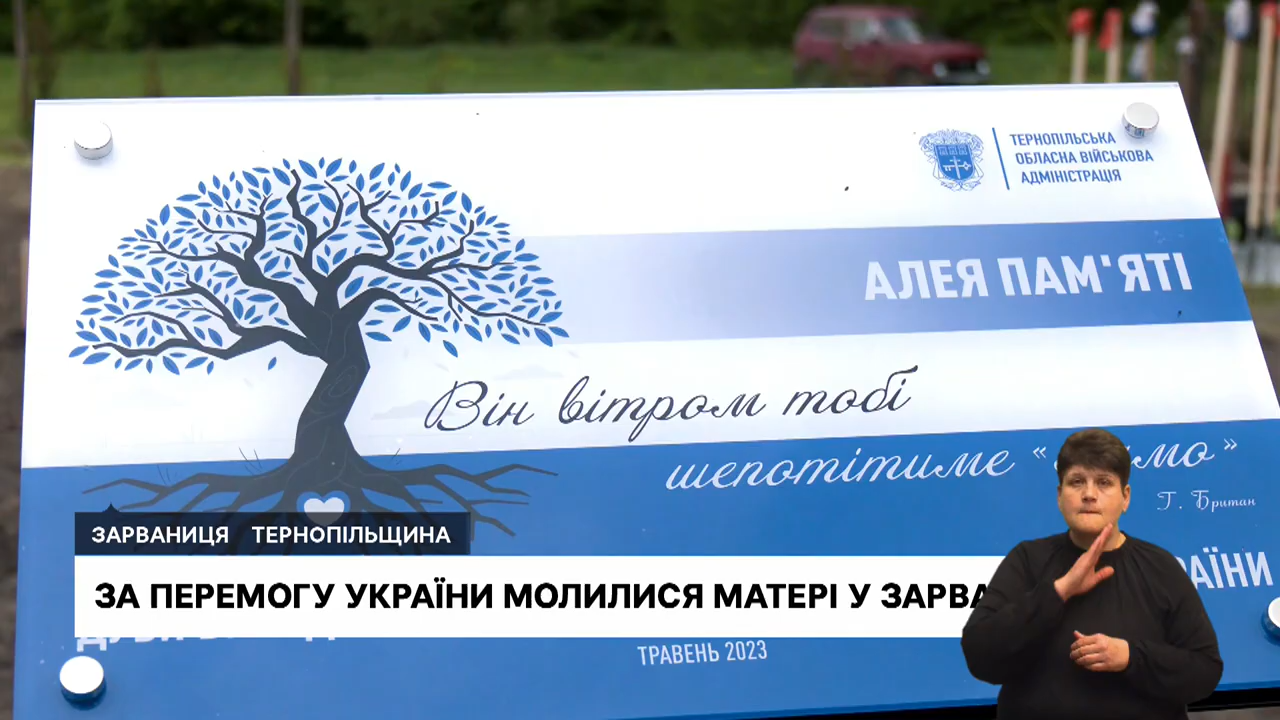 ТЕРНОПІЛЬСЬКА
ОБЛАСНА ВІЙСЬКОВА
АДМІНІСТРАЦІЯ
АЛЕЯ ПАМ'ЯТІ
Він вітром тобі
шепотітиме «
Г. Британ
ЗАРВАНИЦЯ ТЕРНОПІЛЬЩИНА
ЗА ПЕРЕМОГУ УКРАЇНИ МОЛИЛИСЯ МАТЕРІ У
ТРАВЕНЬ 2023